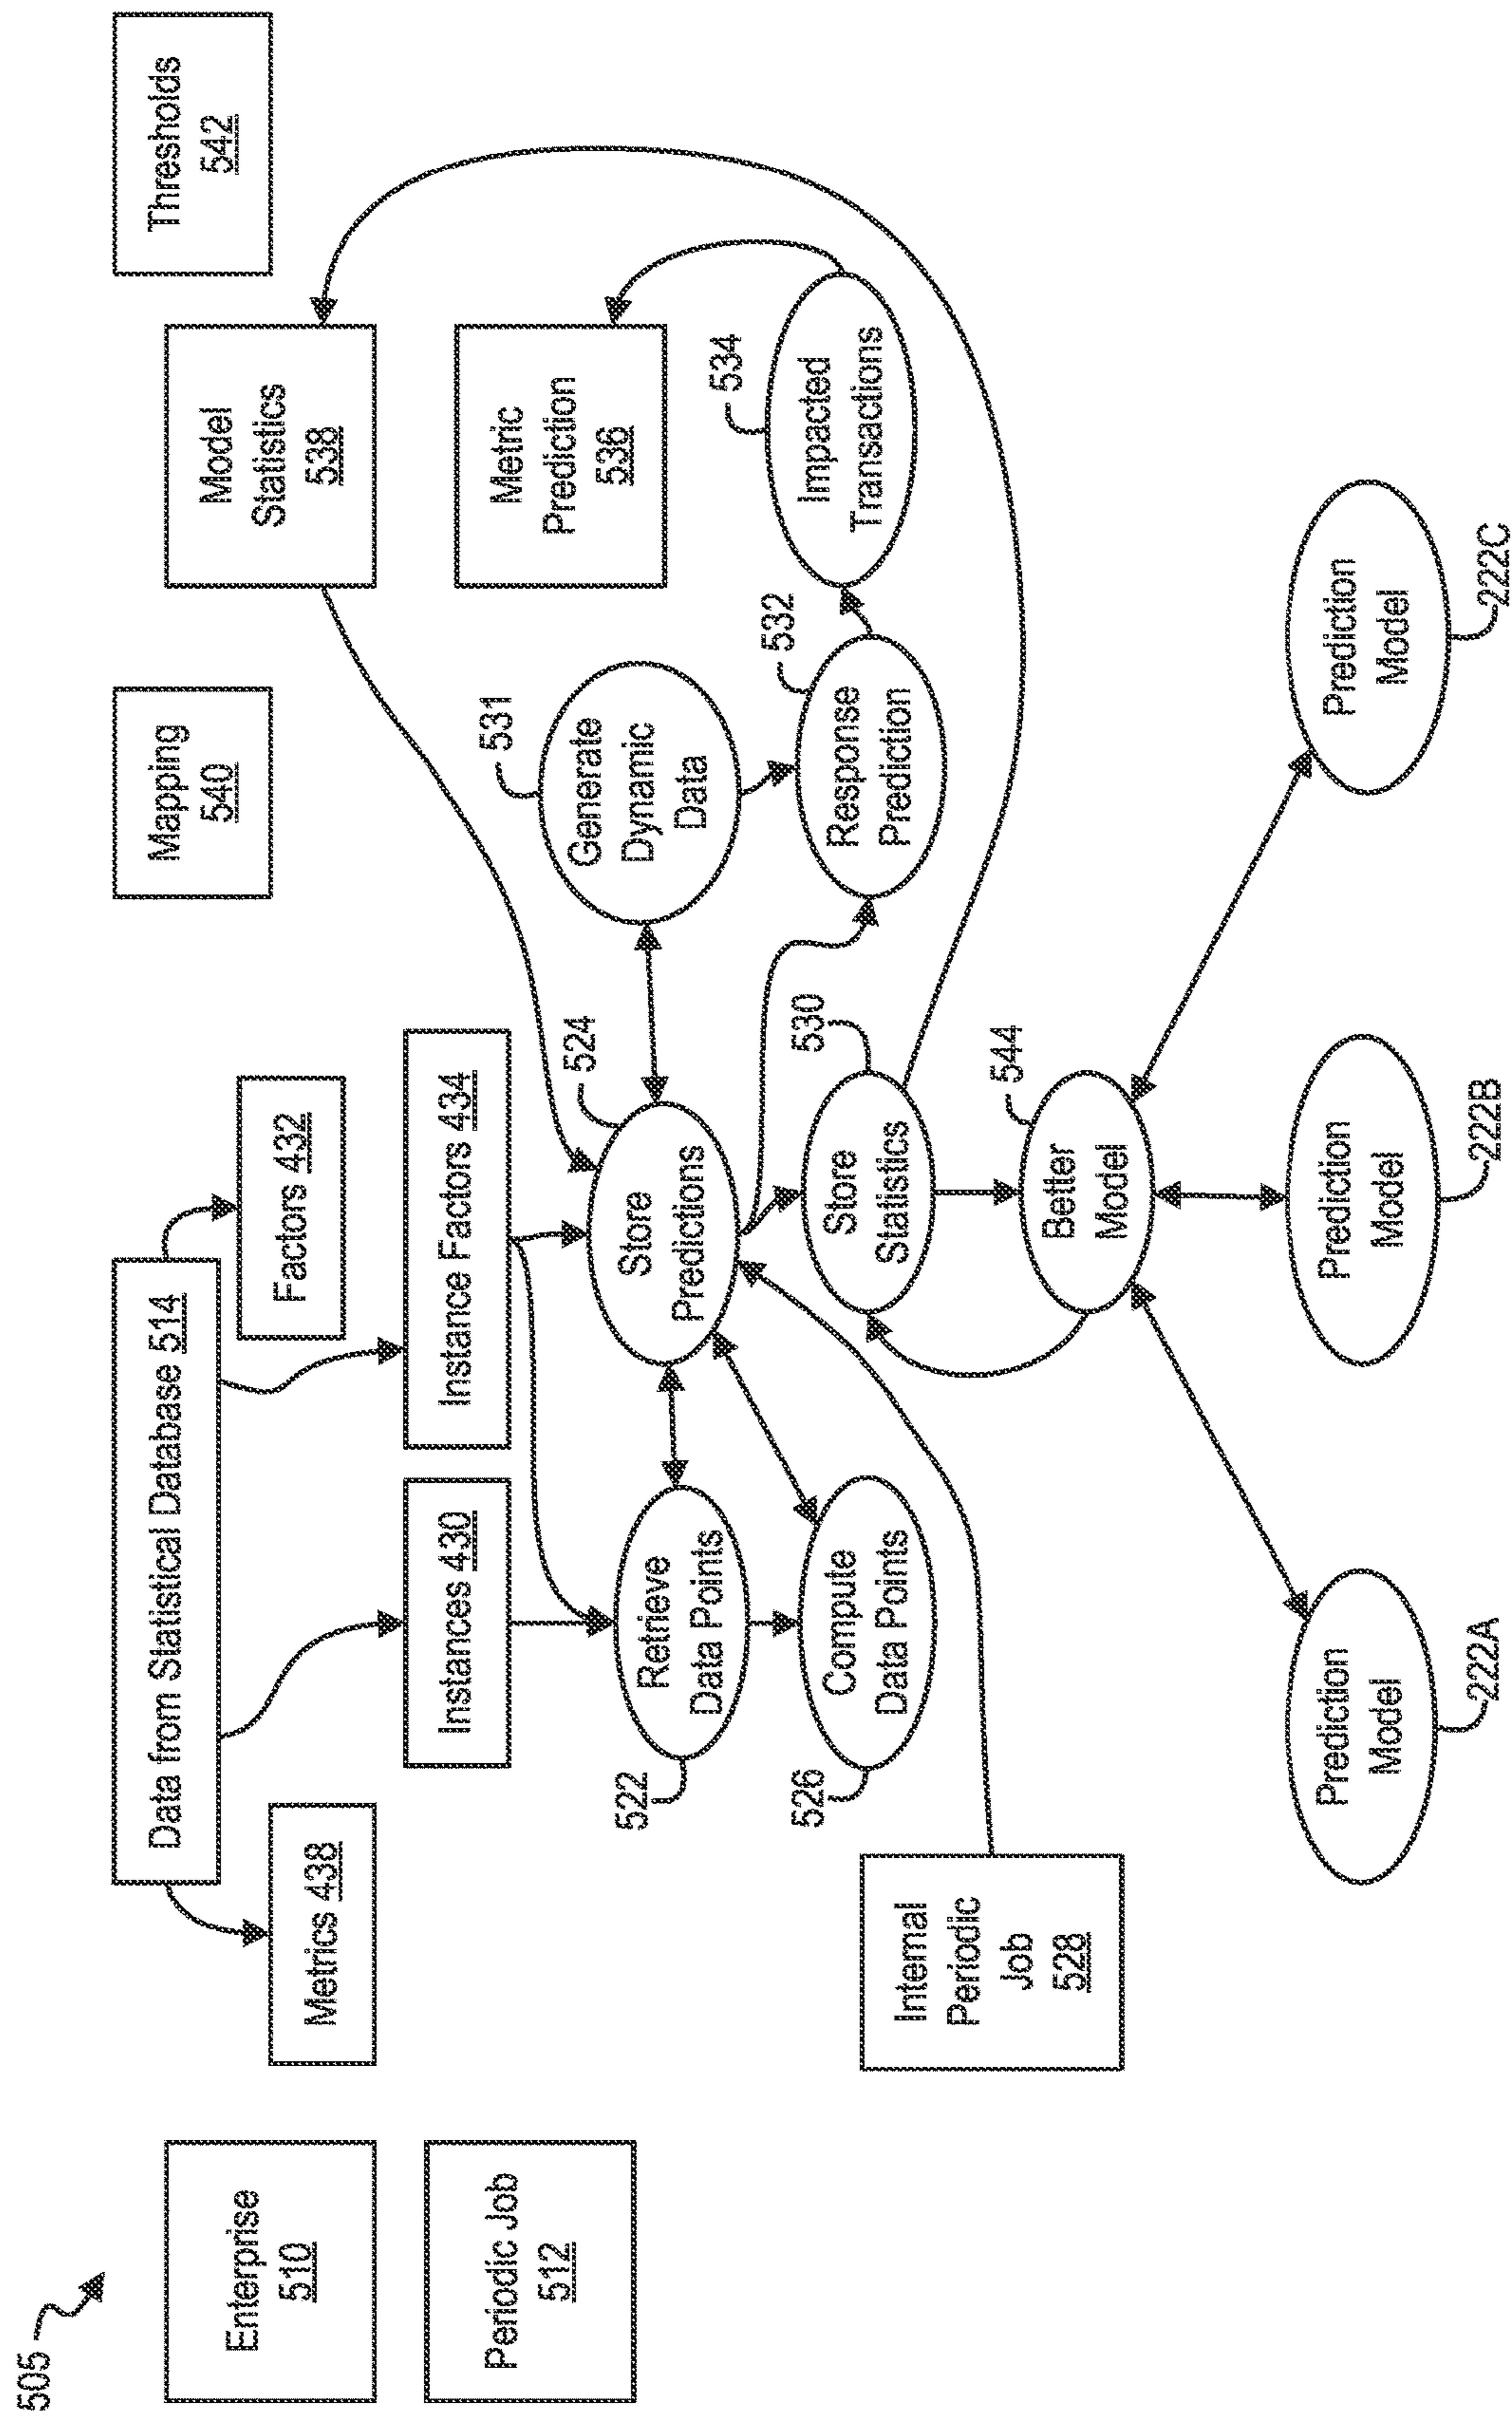 505
Enterprise
510
Periodic Job
512
Data from Statistical Database 514
Metrics 438
Factors 432
Instances 430
Instance Factors 434
Mapping
540
Thresholds
542
Model
Statistics
538
Metric
Prediction
536
522
Retrieve
Data Points
524
Store
Predictions
531
Generate
Dynamic
Data
526
Compute
Data Points
530
Store
Statistics
532
Response
Prediction
534
Impacted
Transactions
Internal
Periodic
Job
528
544
Better
Model
Prediction
Model
222A
Prediction
Model
222B
Prediction
Model
222C